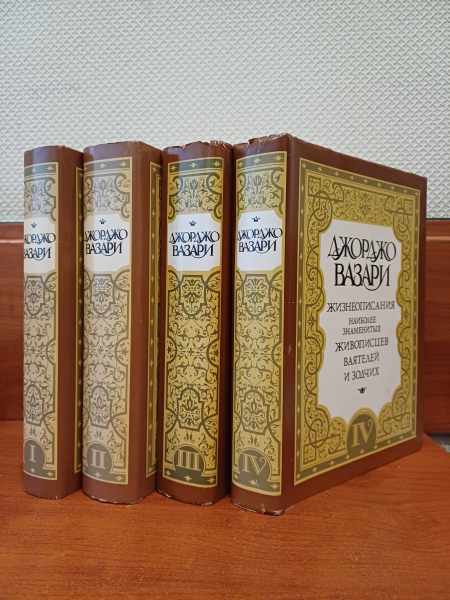 ДЖОРДЖО
ВАЗАРИ
I
ДЖОРДЖО
ВАЗАРИ
II
ДЖОРДЖО
ВАЗАРИ
III
ДЖОРДЖО
ВАЗАРИ
IV
ДЖОРДЖО
ВАЗАРИ
ЖИЗНЕОПИСАНИЯ
НАИБОЛЕЕ
ЗНАМЕНИТЫХ
ЖИВОПИСЦЕВ
ВАЯТЕЛЕЙ
И ЗОДЧИХ
IV